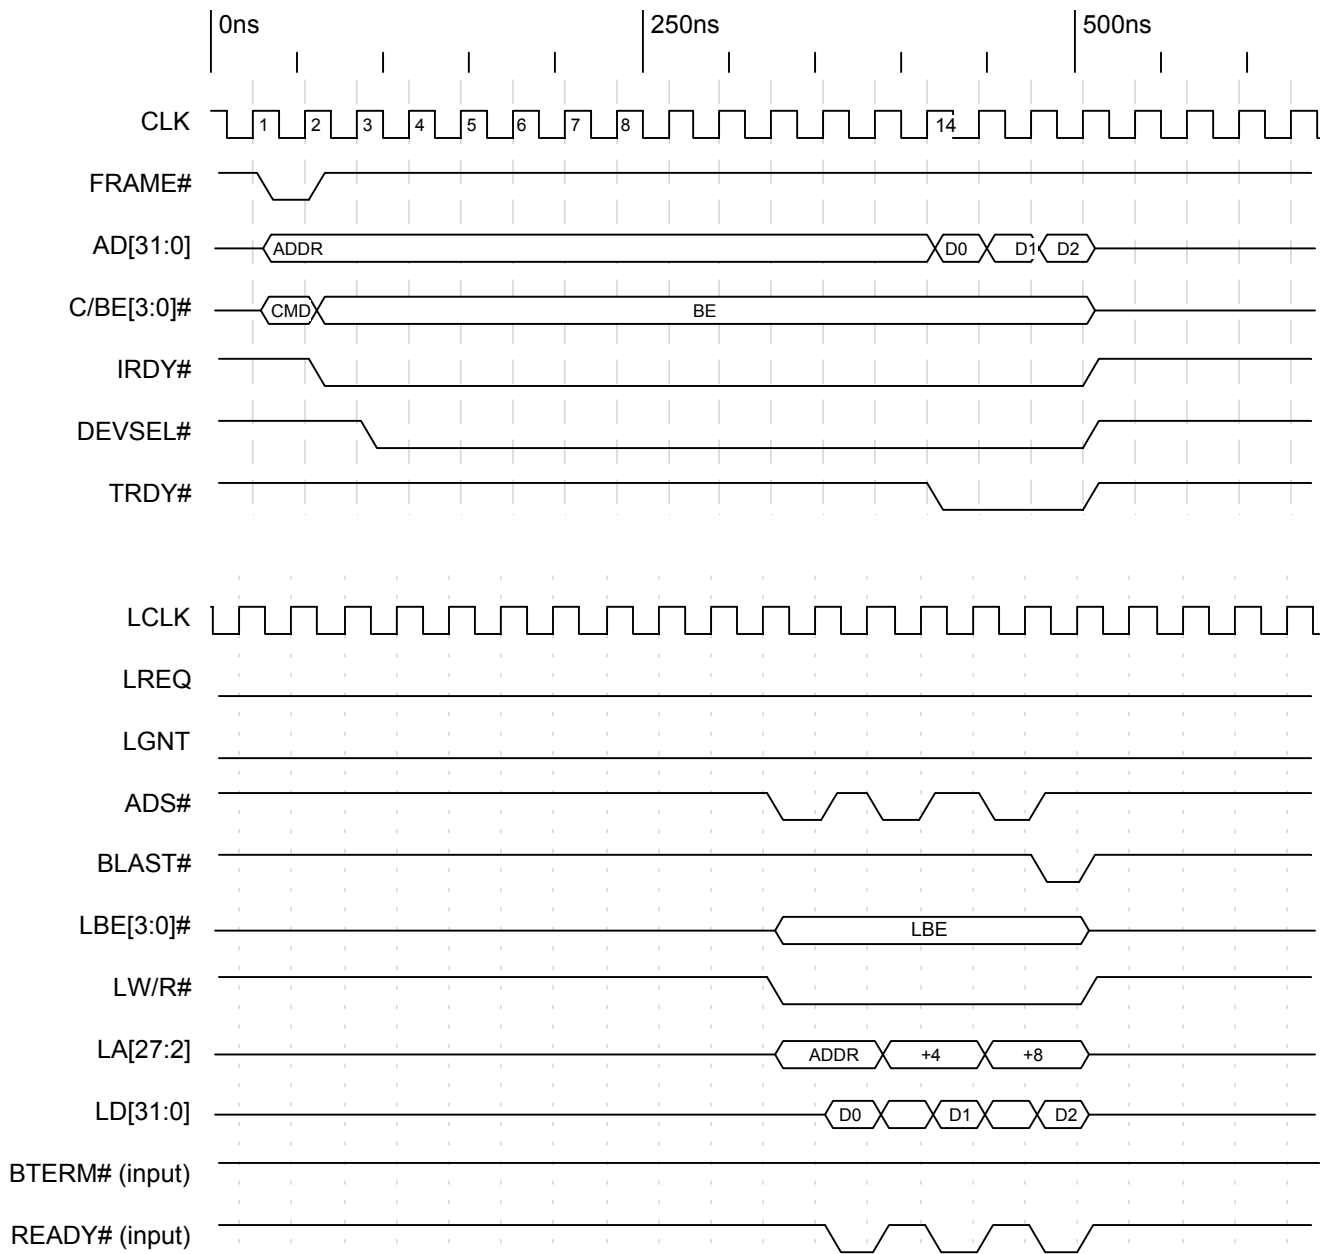 0ns 250ns 500ns
CLK 1 2 3 4 5 6 7 8 14
FRAME#
AD[31:0] ADDR D0 D1 D2
C/BE[3:0]# CMD BE
IRDY#
DEVSEL#
TRDY#
LCLK
LREQ
LGNT
ADS#
BLAST#
LBE[3:0]# LBE
LW/R#
LA[27:2] ADDR +4 +8
LD[31:0] D0 D1 D2
BTERM# (input)
READY# (input)